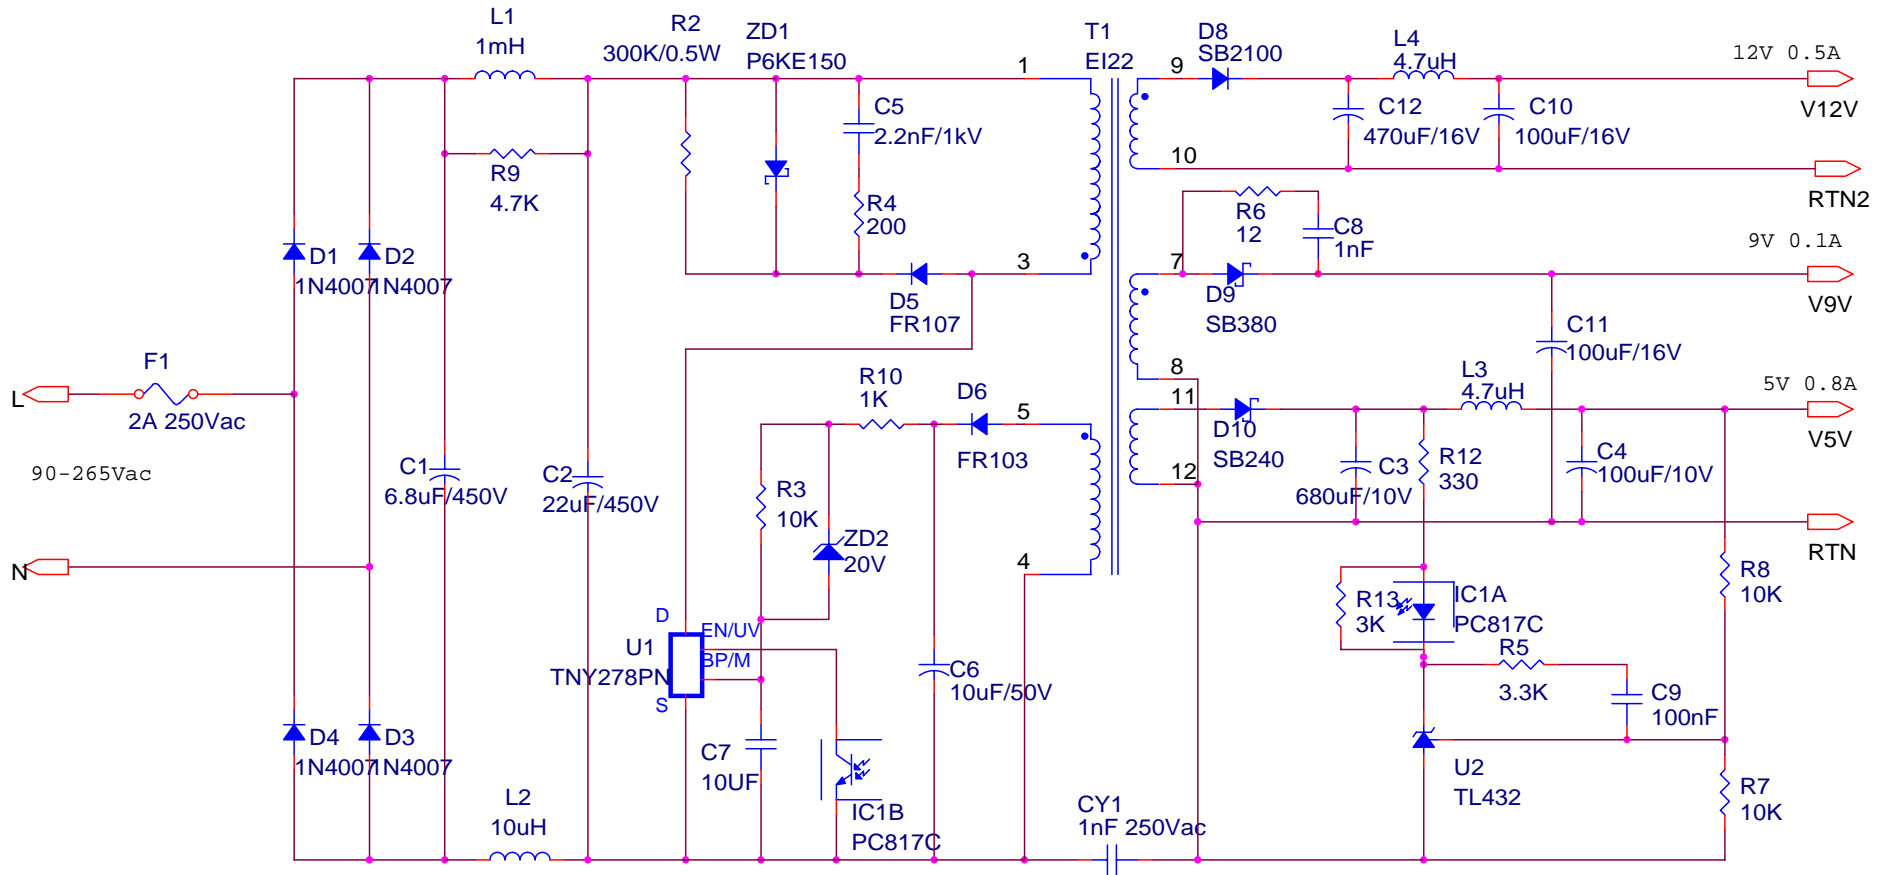 L1
1mH
R2
300K/0.5W
ZD1
P6KE150
T1
EI22
D8
SB2100
L4
4.7uH
12V 0.5A
V12V
1
9
C5
2.2nF/1kV
C12
470uF/16V
C10
100uF/16V
R9
4.7K
10
R4
200
R6
12
C8
1nF
RTN2
9V 0.1A
D1
1N4007
D2
1N4007
3
7
D5
FR107
D9
SB380
V9V
C11
100uF/16V
F1
2A 250Vac
L
R10
1K
D6
FR103
5
8
11
L3
4.7uH
5V 0.8A
V5V
D10
SB240
90-265Vac
C1
6.8uF/450V
C2
22uF/450V
R3
10K
ZD2
20V
12
C3
680uF/10V
R12
330
C4
100uF/10V
RTN
N
4
R8
10K
D
EN/UV
BP/M
U1
TNY278PN
S
C6
10uF/50V
R13
3K
IC1A
PC817C
R5
3.3K
C9
100nF
D4
1N4007
D3
1N4007
C7
10UF
U2
TL432
R7
10K
L2
10uH
IC1B
PC817C
CY1
1nF 250Vac